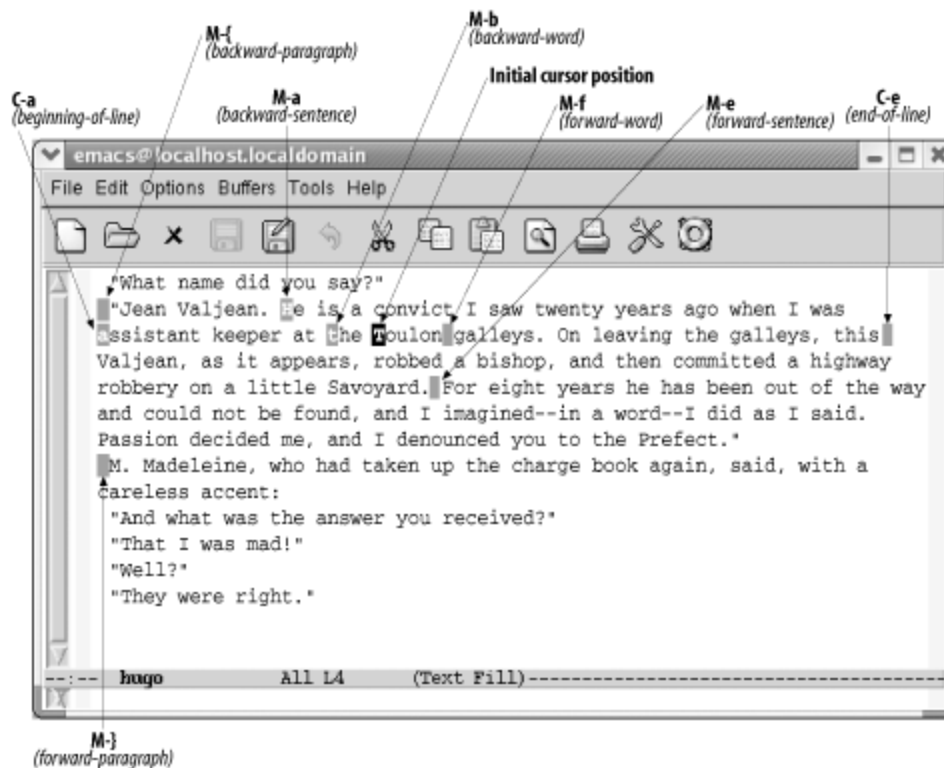 M-{
(backward-paragraph)
M-b
(backward-word)
Initial cursor position
C-a
(beginning-of-line)
M-a
(backward-sentence)
M-f
(forward-word)
M-e
(forward-sentence)
C-e
(end-of-line)
emacs@localhost.localdomain
File Edit Options Buffers Tools Help
"What name did you say?"
"Jean Valjean. He is a convict I saw twenty years ago when I was
assistant keeper at the Toulon galleys. On leaving the galleys, this
Valjean, as it appears, robbed a bishop, and then committed a highway
robbery on a little Savoyard. For eight years he has been out of the way
and could not be found, and I imagined--in a word--I did as I said.
Passion decided me, and I denounced you to the Prefect."
M. Madeleine, who had taken up the charge book again, said, with a
careless accent:
"And what was the answer you received?"
"That I was mad!"
"Well?"
"They were right."
--:-- hugo All L4 (Text Fill)------------------------------------
M-}
(forward-paragraph)